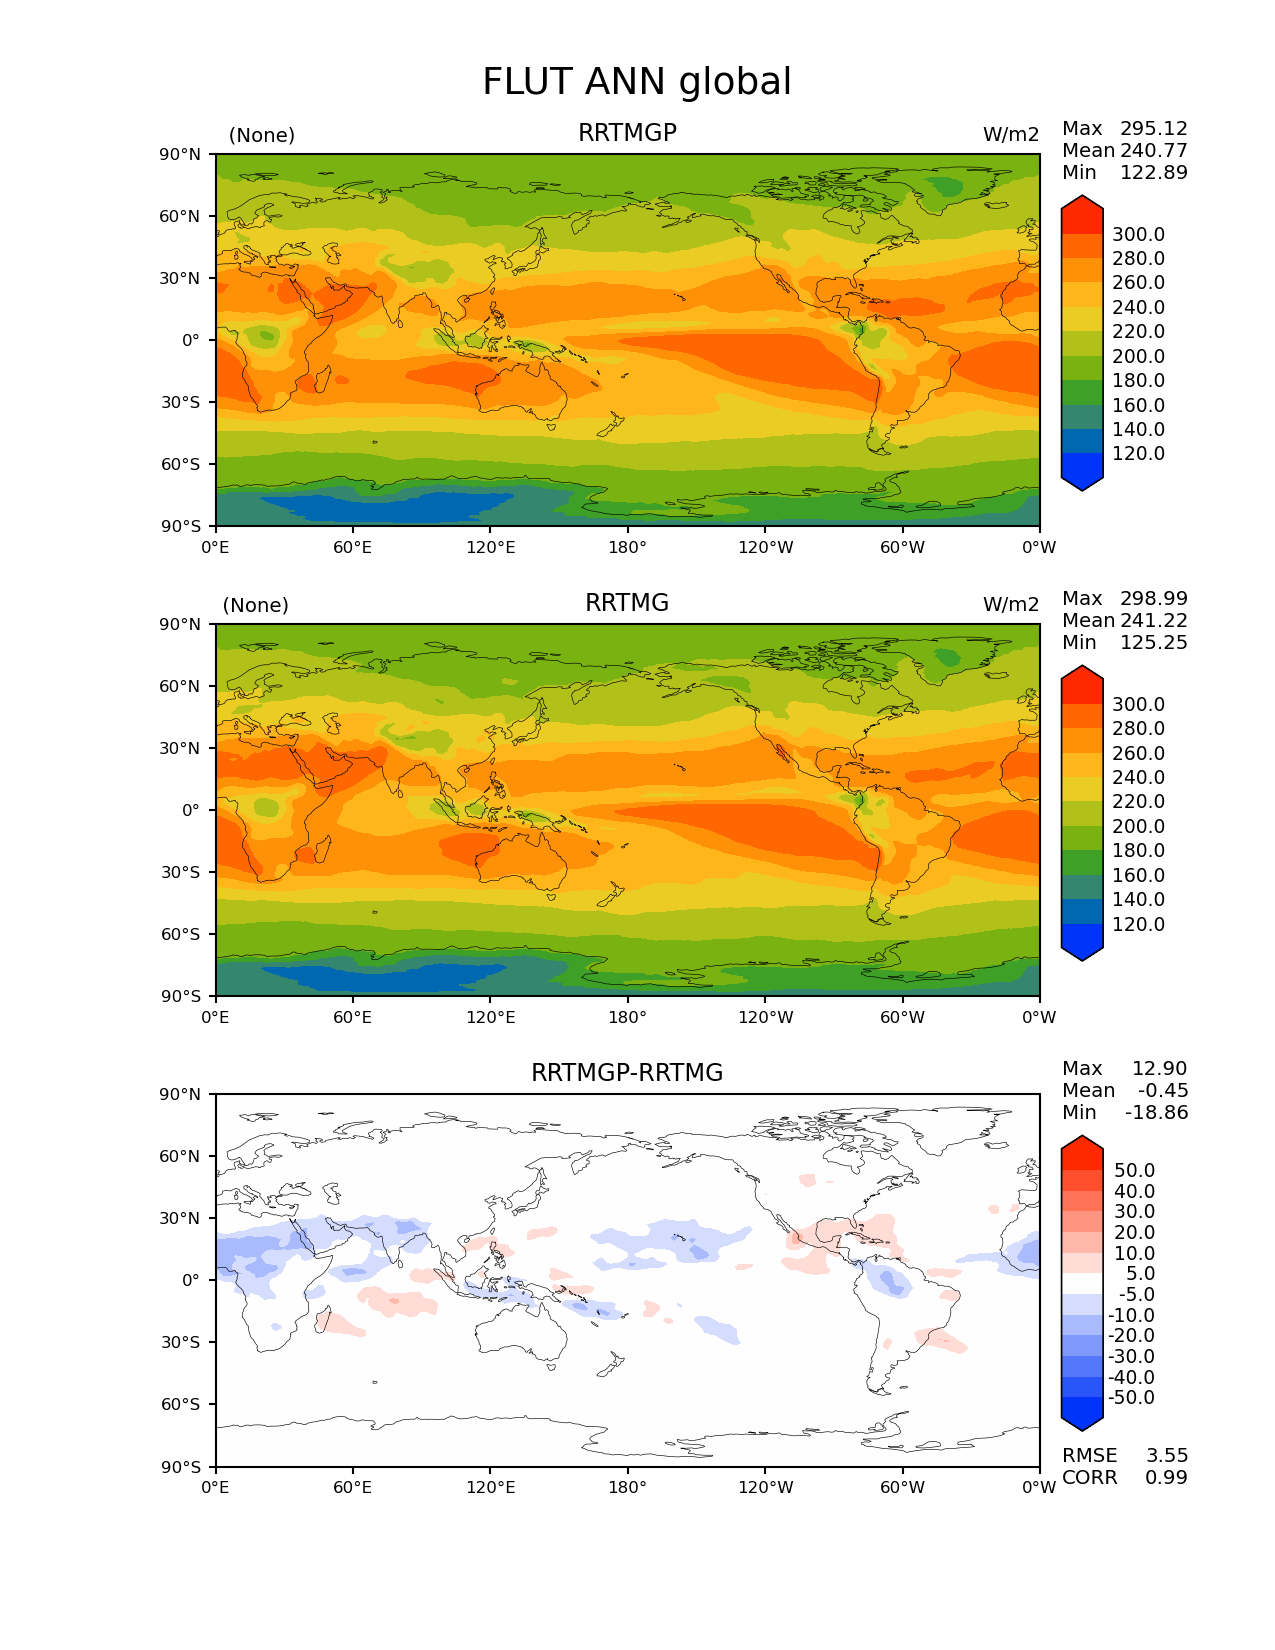 FLUT ANN global
(None) RRTMGP W/m2
Max 295.12
Mean 240.77
Min 122.89
90°N
60°N
30°N
0°
30°S
60°S
90°S
0°E 60°E 120°E 180° 120°W 60°W 0°W
300.0
280.0
260.0
240.0
220.0
200.0
180.0
160.0
140.0
120.0
(None) RRTMG W/m2
Max 298.99
Mean 241.22
Min 125.25
90°N
60°N
30°N
0°
30°S
60°S
90°S
0°E 60°E 120°E 180° 120°W 60°W 0°W
300.0
280.0
260.0
240.0
220.0
200.0
180.0
160.0
140.0
120.0
RRTMGP-RRTMG
Max 12.90
Mean -0.45
Min -18.86
90°N
60°N
30°N
0°
30°S
60°S
90°S
0°E 60°E 120°E 180° 120°W 60°W 0°W
50.0
40.0
30.0
20.0
10.0
5.0
-5.0
-10.0
-20.0
-30.0
-40.0
-50.0
RMSE 3.55
CORR 0.99